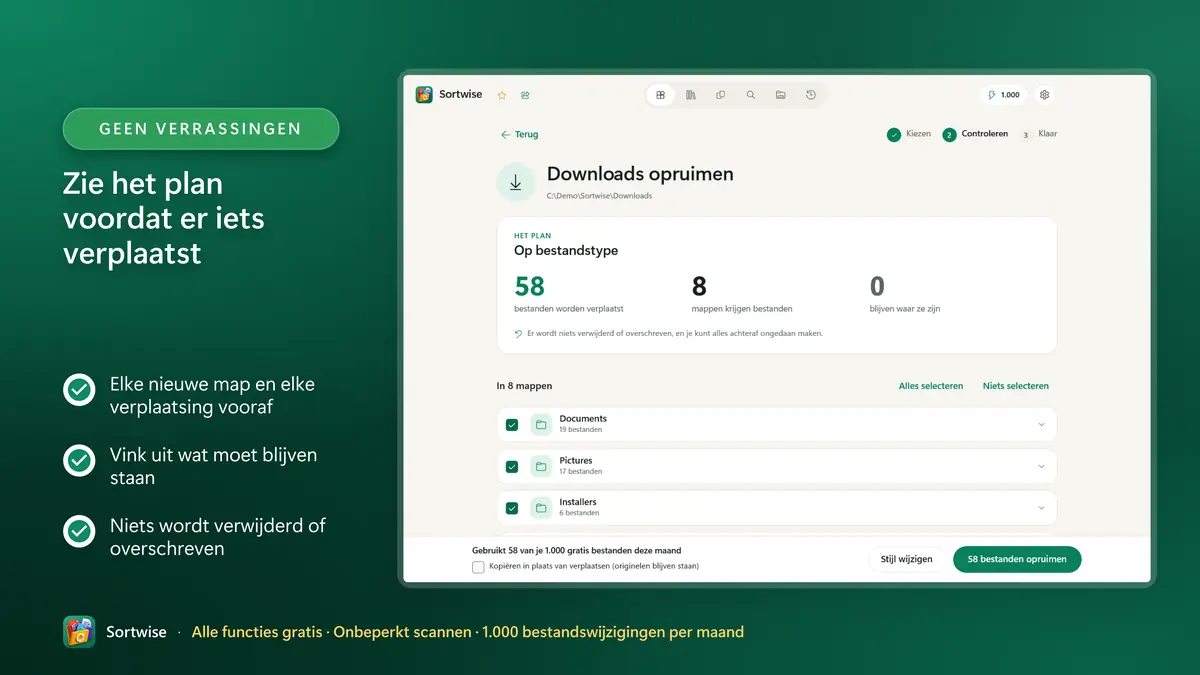 GEEN VERRASSINGEN
Zie het plan
voordat er iets
verplaatst
Elke nieuwe map en elke
verplaatsing vooraf
Vink uit wat moet blijven
staan
Niets wordt verwijderd of
overschreven
Sortwise
1.000
Terug
Kiezen
2 Controleren
3 Klaar
Downloads opruimen
C:\Demo\Sortwise\Downloads
HET PLAN
Op bestandstype
58
bestanden worden verplaatst
8
mappen krijgen bestanden
0
blijven waar ze zijn
Er wordt niets verwijderd of overschreven, en je kunt alles achteraf ongedaan maken.
In 8 mappen
Alles selecteren
Niets selecteren
Documents
19 bestanden
Pictures
17 bestanden
Installers
6 bestanden
Gebruikt 58 van je 1.000 gratis bestanden deze maand
Kopiëren in plaats van verplaatsen (originelen blijven staan)
Stijl wijzigen
58 bestanden opruimen
Sortwise · Alle functies gratis · Onbeperkt scannen · 1.000 bestandswijzigingen per maand